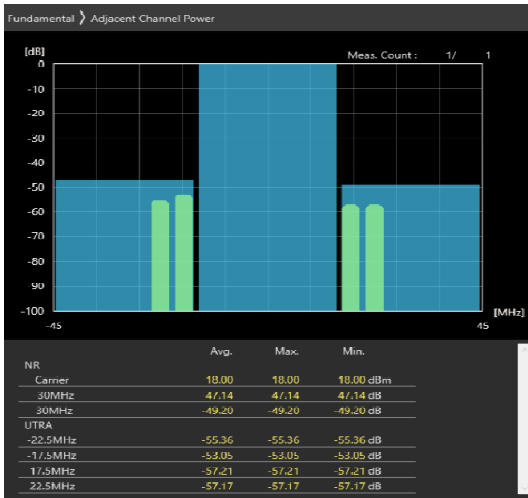 Fundamental 》 Adjacent Channel Power
[dB]
Meas. Count : 1/ 1
0
-10
-20
-30
-40
-50
-60
-70
-80
90
-100
[MHz]
-45 45
Avg. Max. Min.
NR
Carrier 18.00 18.00 18.00 dBm
30MHz 47.14 47.14 47.14 dB
30MHz -49.20 -49.20 -49.20 dB
UTRA
-22.5MHz -55.36 -55.36 -55.36 dB
-17.5MHz -53.05 -53.05 -53.05 dB
17.5MHz -57.21 -57.21 -57.21 dB
22.5MHz -57.17 -57.17 -57.17 dB